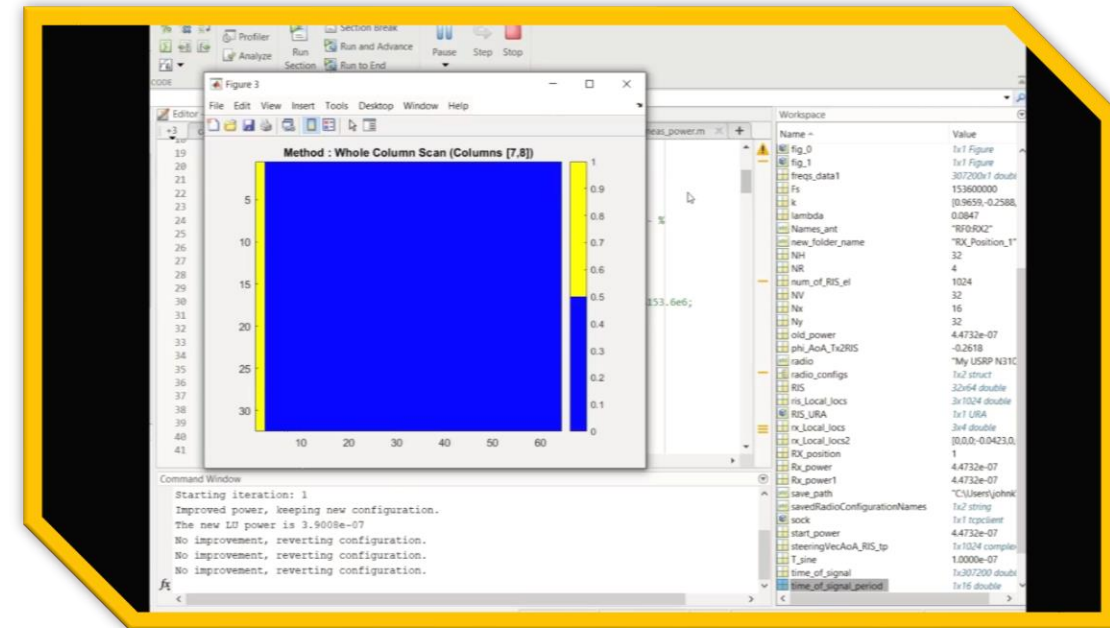 Profiler
Analyze
Run
Section
Section Break
Run and Advance
Run to End
Pause
Step
Stop
CODE
Figure 3
File Edit View Insert Tools Desktop Window Help
Editor
+3
meas_power.m
+
19
20
21
22
23
24
25
26
27
28
29
30
31
32
33
34
35
36
37
38
39
40
41
%
153.6e6;
Method : Whole Column Scan (Columns [7,8])
5
10
15
20
25
30
10 20 30 40 50 60
1
0.9
0.8
0.7
0.6
0.5
0.4
0.3
0.2
0.1
0
Command Window
Starting iteration: 1
Improved power, keeping new configuration.
The new LU power is 3.9008e-07
No improvement, reverting configuration.
No improvement, reverting configuration.
No improvement, reverting configuration.
fx
Workspace
Name Value
fig_0 1x1 Figure
fig_1 1x1 Figure
freqs_data1 307200x1 doubl
Fs 153600000
k [0.9659,-0.2588,
lambda 0.0847
Names_ant "RF0:RX2"
new_folder_name "RX_Position_1"
NH 32
NR 4
num_of_RIS_el 1024
NV 32
Nx 16
Ny 32
old_power 4.4732e-07
phi_AoA_Tx2RIS -0.2618
radio "My USRP N310
radio_configs 1x2 struct
RIS 32x64 double
ris_Local_locs 3x1024 double
RIS_URA 1x1 URA
rx_Local_locs 3x4 double
rx_Local_locs2 [0,0,0;-0.0423,0,
RX_position 1
Rx_power 4.4732e-07
Rx_power1 4.4732e-07
save_path "C:\Users\johnk
savedRadioConfigurationNames 1x2 string
sock 1x1 tcpclient
start_power 4.4732e-07
steeringVecAoA_RIS_tp 1x1024 complex
T_sine 1.0000e-07
time_of_signal 1x307200 doubl
time_of_signal_period 1x16 double